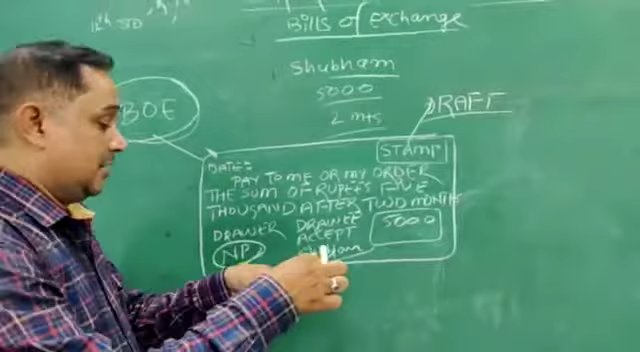 Bills of exchange
Shubham
5000
2 mts
B.O.E
DRAFT
STAMP
DATE:
PAY TO ME OR MY ORDER
THE SUM OF RUPEES FIVE
THOUSAND AFTER TWO MONTHS
DRAWER DRAWEE
ACCEPT
5000
NP